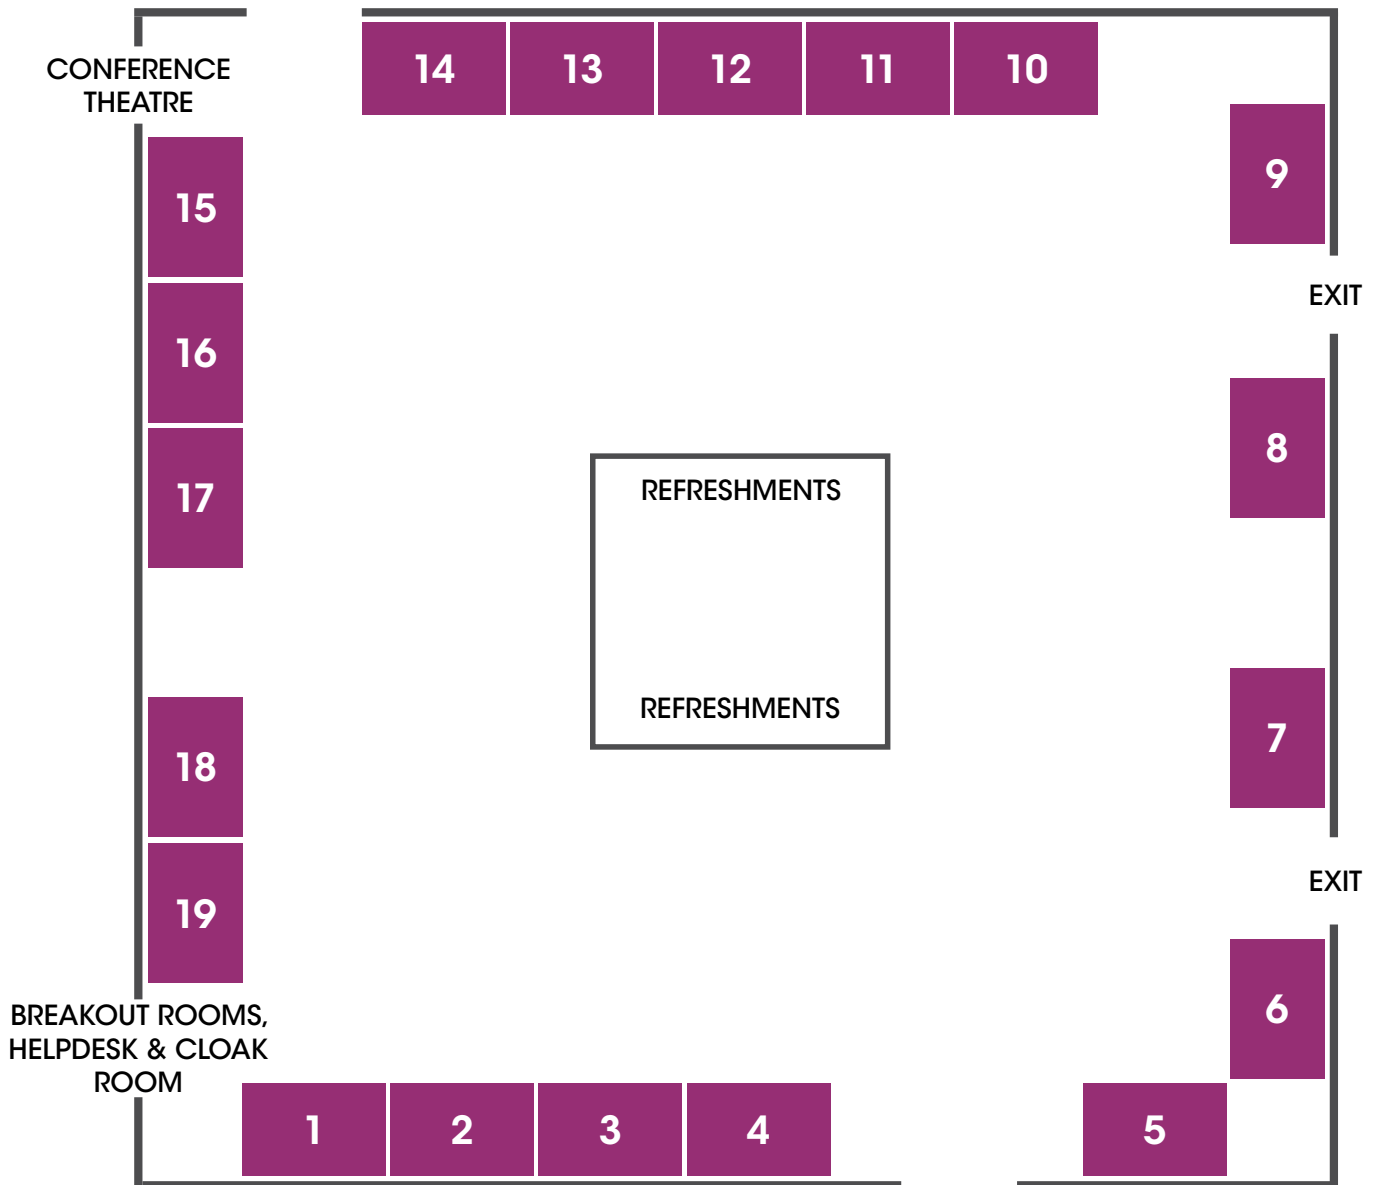 14
13
12
11
10
CONFERENCE
THEATRE
9
15
EXIT
16
8
17
REFRESHMENTS
REFRESHMENTS
7
18
EXIT
19
6
BREAKOUT ROOMS,
HELPDESK & CLOAK
ROOM
1
2
3
4
5